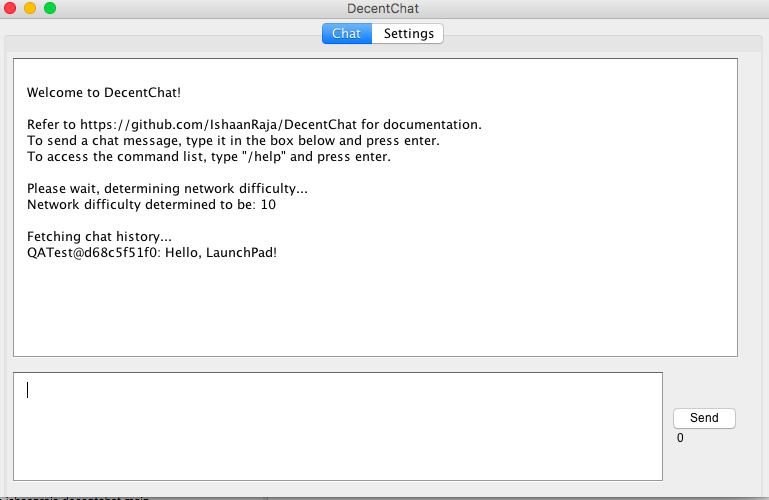 DecentChat
Chat Settings
Welcome to DecentChat!
Refer to https://github.com/IshaanRaja/DecentChat for documentation.
To send a chat message, type it in the box below and press enter.
To access the command list, type "/help" and press enter.
Please wait, determining network difficulty...
Network difficulty determined to be: 10
Fetching chat history...
QATest@d68c5f51f0: Hello, LaunchPad!
Send
0